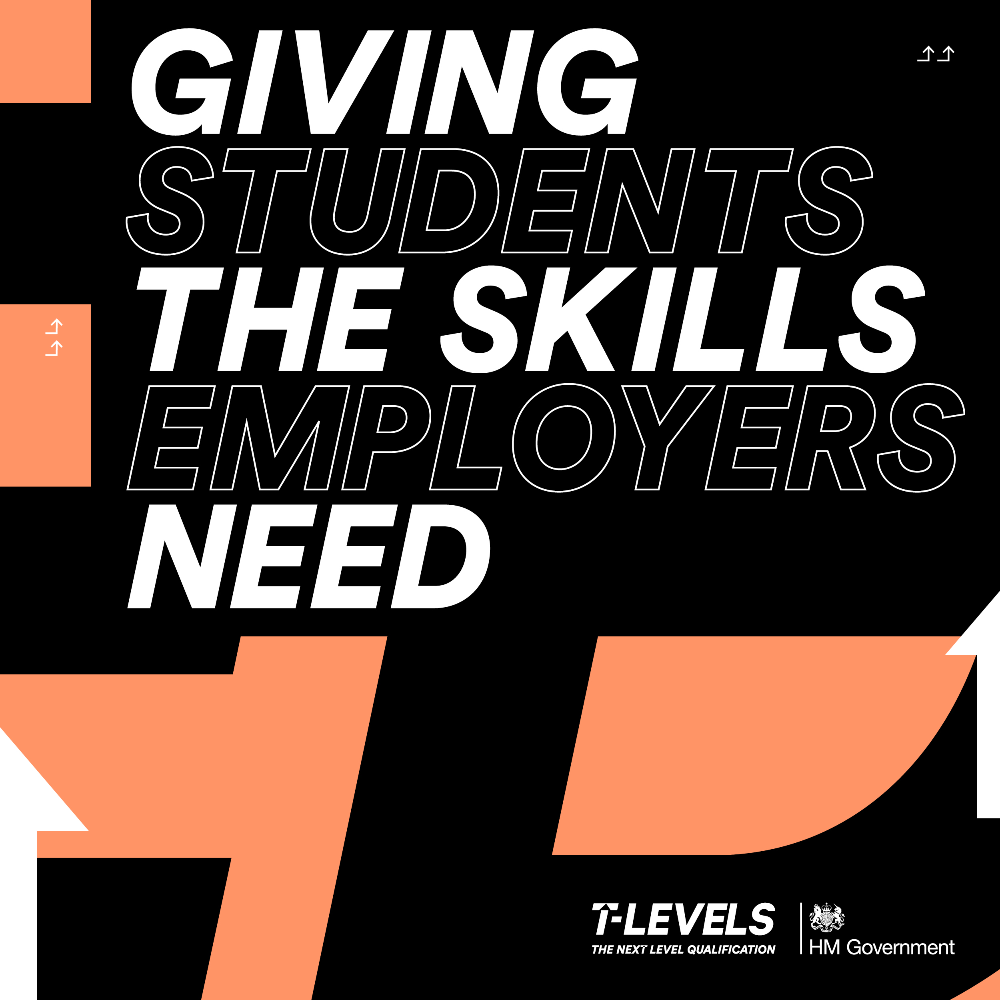 GIVING
STUDENTS
THE SKILLS
EMPLOYERS
NEED
T-LEVELS
THE NEXT LEVEL QUALIFICATION
HM Government